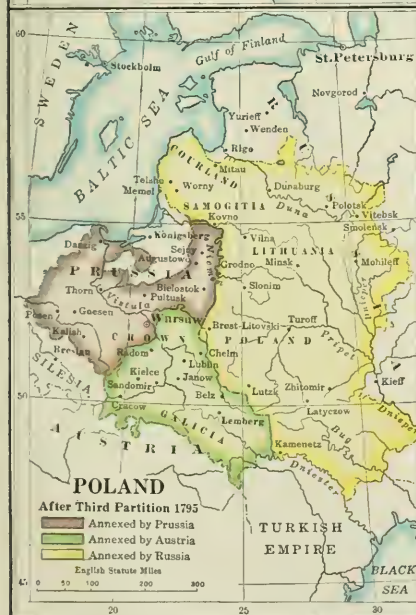 60
SWEDEN
Stockholm
Gulf of Finland
St. Petersburg
Novgorod
BALTIC SEA
Yurieff
Wenden
Riga
COURLAND
Mitau
Telshe
Memel
Worny
Dunaburg
SAMOGITIA
Duna
Polotsk
Vitebsk
55
Kovno
Smolensk
Danzig
Königsberg
Sejny
Augustowo
Niemen
Vilna
LITHUANIA
Grodno
Minsk
Mohileff
PRUSSIA
Thorn
Vistula
Bielostok
Pultusk
Slonim
Dnieper
Posen
Gnesen
Warsaw
Brest-Litovski
Turoff
Kalish
CROWN
POLAND
Pripet
Breslau
Radom
Chelm
SILESIA
Kielce
Lublin
Janow
Lutzk
Zhitomir
Kieff
50
Sandomir
Belz
Cracow
Latyczow
GALICIA
Lemberg
Bug
Dnieper
AUSTRIA
Kamenetz
Dniester
POLAND
After Third Partition 1795
Annexed by Prussia
Annexed by Austria
Annexed by Russia
English Statute Miles
0 50 100 200 300
TURKISH
EMPIRE
BLACK
SEA
45
20
25
30